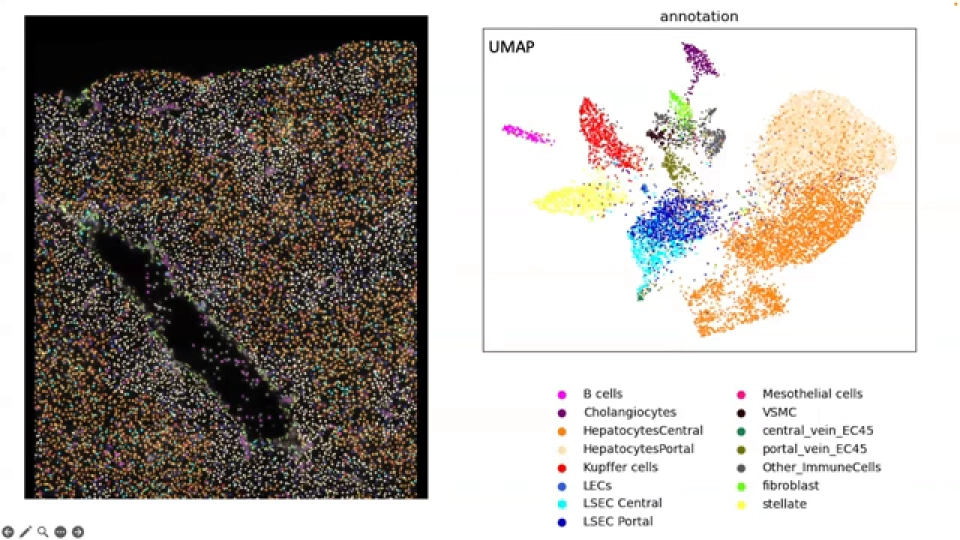 annotation
UMAP
B cells
Cholangiocytes
HepatocytesCentral
HepatocytesPortal
Kupffer cells
LECs
LSEC Central
LSEC Portal
Mesothelial cells
VSMC
central_vein_EC45
portal_vein_EC45
Other_ImmuneCells
fibroblast
stellate